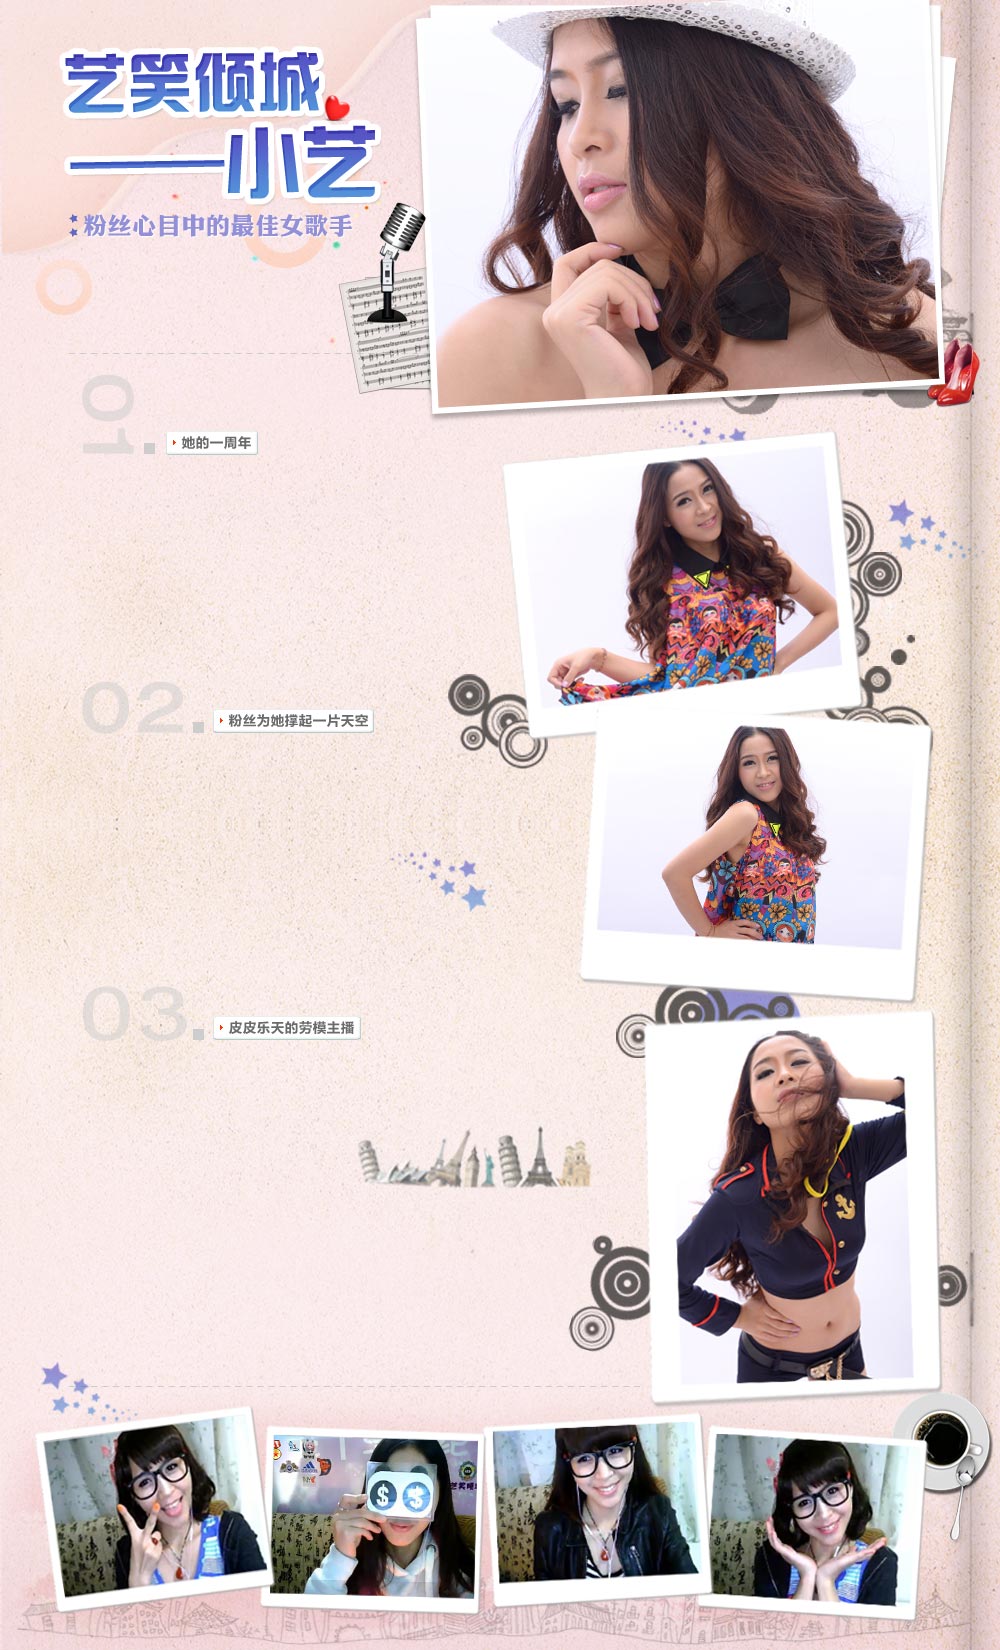 艺笑倾城
——小艺
粉丝心目中的最佳女歌手
01.
她的一周年
02.
粉丝为她撑起一片天空
03.
皮皮乐天的劳模主播